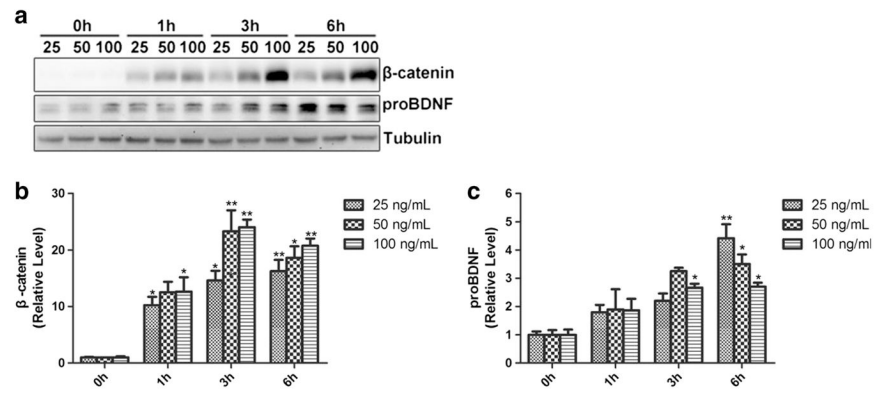 a
0h 1h 3h 6h
25 50 100 25 50 100 25 50 100 25 50 100
β-catenin
proBDNF
Tubulin
b
β -catenin
(Relative Level)
30
20
10
0
* * * ** ** ** * **
0h 1h 3h 6h
25 ng/mL
50 ng/mL
100 ng/mL
c
proBDNF
(Relative Level)
6
5
4
3
2
1
0
* ** * *
0h 1h 3h 6h
25 ng/mL
50 ng/mL
100 ng/mL